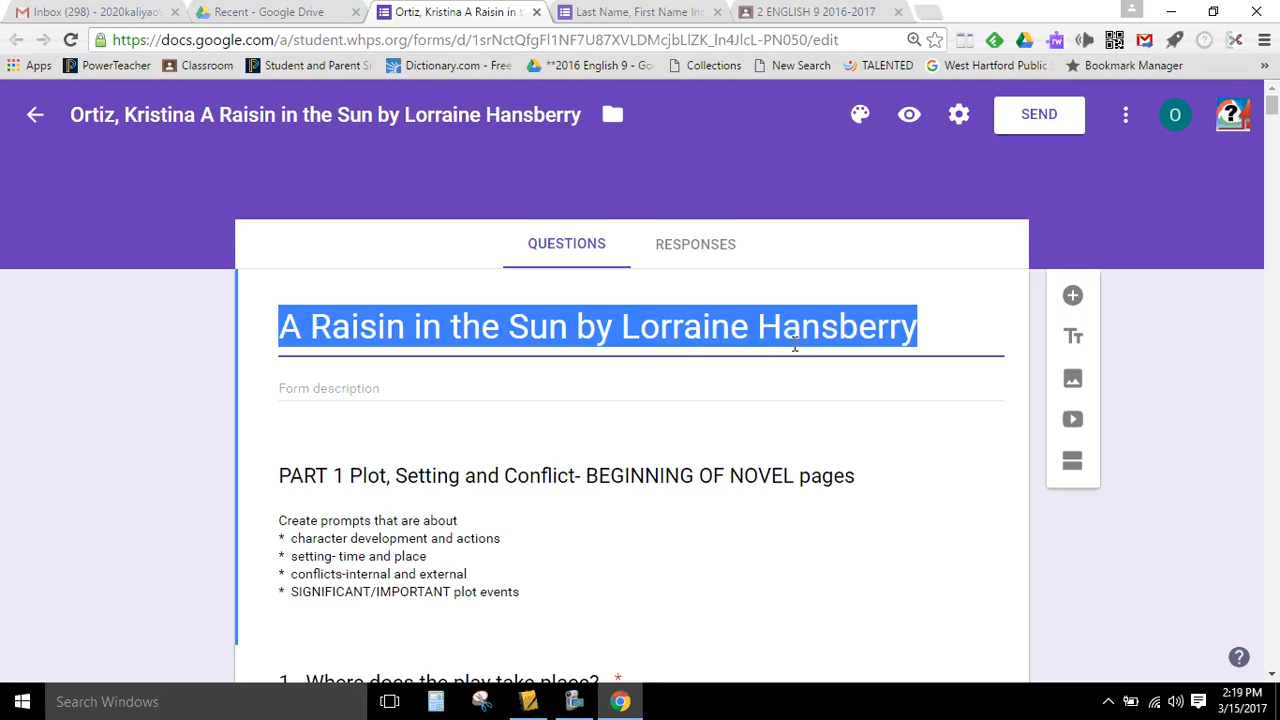 Inbox (298) - 2020kaliyao
Recent - Google Drive
Ortiz, Kristina A Raisin in t
Last Name, First Name Inc
2 ENGLISH 9 2016-2017
https://docs.google.com/a/student.whps.org/forms/d/1srNctQfgFl1NF7U87XVLDMcjbLlZK_ln4JlcL-PN050/edit
Apps
PowerTeacher
Classroom
Student and Parent Si
Dictionary.com - Free
**2016 English 9 - Go
Collections
New Search
TALENTED
West Hartford Public
Bookmark Manager
»
Ortiz, Kristina A Raisin in the Sun by Lorraine Hansberry
SEND
O
?
QUESTIONS
RESPONSES
A Raisin in the Sun by Lorraine Hansberry
Form description
PART 1 Plot, Setting and Conflict- BEGINNING OF NOVEL pages
Create prompts that are about
* character development and actions
* setting- time and place
* conflicts-internal and external
* SIGNIFICANT/IMPORTANT plot events
1. Where does the play take place? *
Search Windows
2:19 PM
3/15/2017